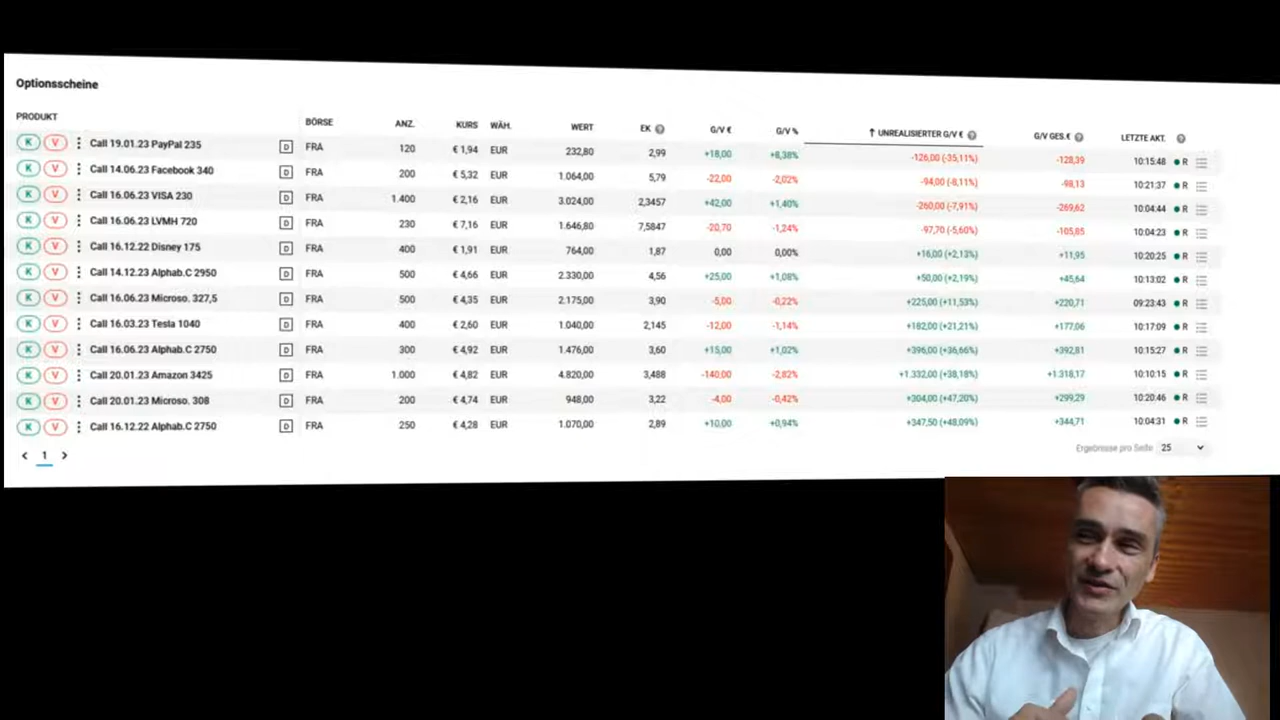 Optionsscheine
PRODUKT BÖRSE ANZ. KURS WÄH. WERT EK ? G/V € G/V % ↑ UNREALISIERTER G/V € ? G/V GES.€ ? LETZTE AKT. ?
K V Call 19.01.23 PayPal 235 D FRA 120 € 1,94 EUR 232,80 2,99 +18,00 +8,38% -126,00 (-35,11%) -128,39 10:15:48 R
K V Call 14.06.23 Facebook 340 D FRA 200 € 5,32 EUR 1.064,00 5,79 -22,00 -2,02% -94,00 (-8,11%) -98,13 10:21:37 R
K V Call 16.06.23 VISA 230 D FRA 1.400 € 2,16 EUR 3.024,00 2,3457 +42,00 +1,40% -260,00 (-7,91%) -269,62 10:04:44 R
K V Call 16.06.23 LVMH 720 D FRA 230 € 7,16 EUR 1.646,80 7,5847 -20,70 -1,24% -97,70 (-5,60%) -105,85 10:04:23 R
K V Call 16.12.22 Disney 175 D FRA 400 € 1,91 EUR 764,00 1,87 0,00 0,00% +16,00 (+2,13%) +11,95 10:20:25 R
K V Call 14.12.23 Alphab.C 2950 D FRA 500 € 4,66 EUR 2.330,00 4,56 +25,00 +1,08% +50,00 (+2,19%) +45,64 10:13:02 R
K V Call 16.06.23 Microso. 327,5 D FRA 500 € 4,35 EUR 2.175,00 3,90 -5,00 -0,22% +225,00 (+11,53%) +220,71 09:23:43 R
K V Call 16.03.23 Tesla 1040 D FRA 400 € 2,60 EUR 1.040,00 2,145 -12,00 -1,14% +182,00 (+21,21%) +177,06 10:17:09 R
K V Call 16.06.23 Alphab.C 2750 D FRA 300 € 4,92 EUR 1.476,00 3,60 +15,00 +1,02% +396,00 (+36,66%) +392,81 10:15:27 R
K V Call 20.01.23 Amazon 3425 D FRA 1.000 € 4,82 EUR 4.820,00 3,488 -140,00 -2,82% +1.332,00 (+38,18%) +1.318,17 10:10:15 R
K V Call 20.01.23 Microso. 308 D FRA 200 € 4,74 EUR 948,00 3,22 -4,00 -0,42% +304,00 (+47,20%) +299,29 10:20:46 R
K V Call 16.12.22 Alphab.C 2750 D FRA 250 € 4,28 EUR 1.070,00 2,89 +10,00 +0,94% +347,50 (+48,09%) +344,71 10:04:31 R
< 1 > Ergebnisse pro Seite 25